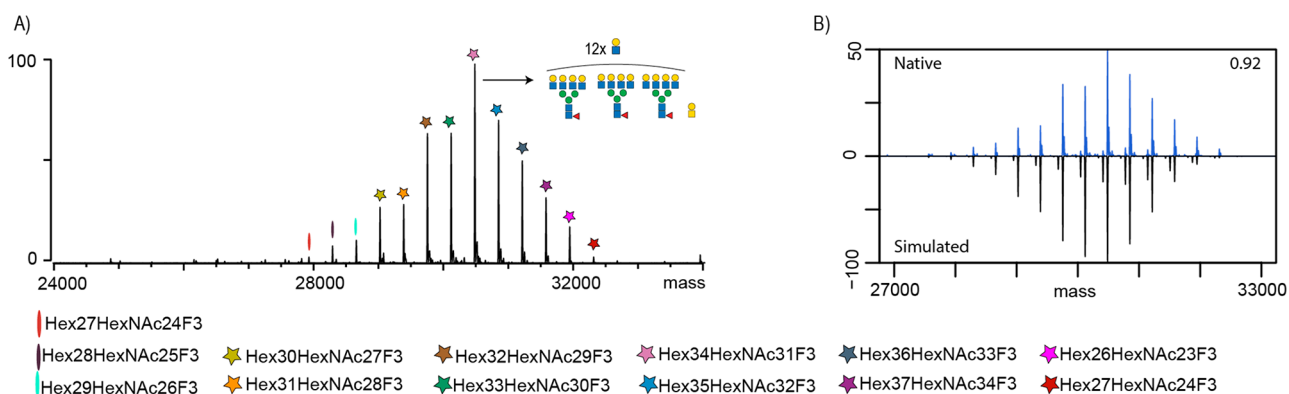 A)
B)
12x
100
0
24000
28000
32000
mass
50
Native
0.92
0
Simulated
−100
27000
mass
33000
Hex27HexNAc24F3
Hex28HexNAc25F3
Hex30HexNAc27F3
Hex32HexNAc29F3
Hex34HexNAc31F3
Hex36HexNAc33F3
Hex26HexNAc23F3
Hex29HexNAc26F3
Hex31HexNAc28F3
Hex33HexNAc30F3
Hex35HexNAc32F3
Hex37HexNAc34F3
Hex27HexNAc24F3